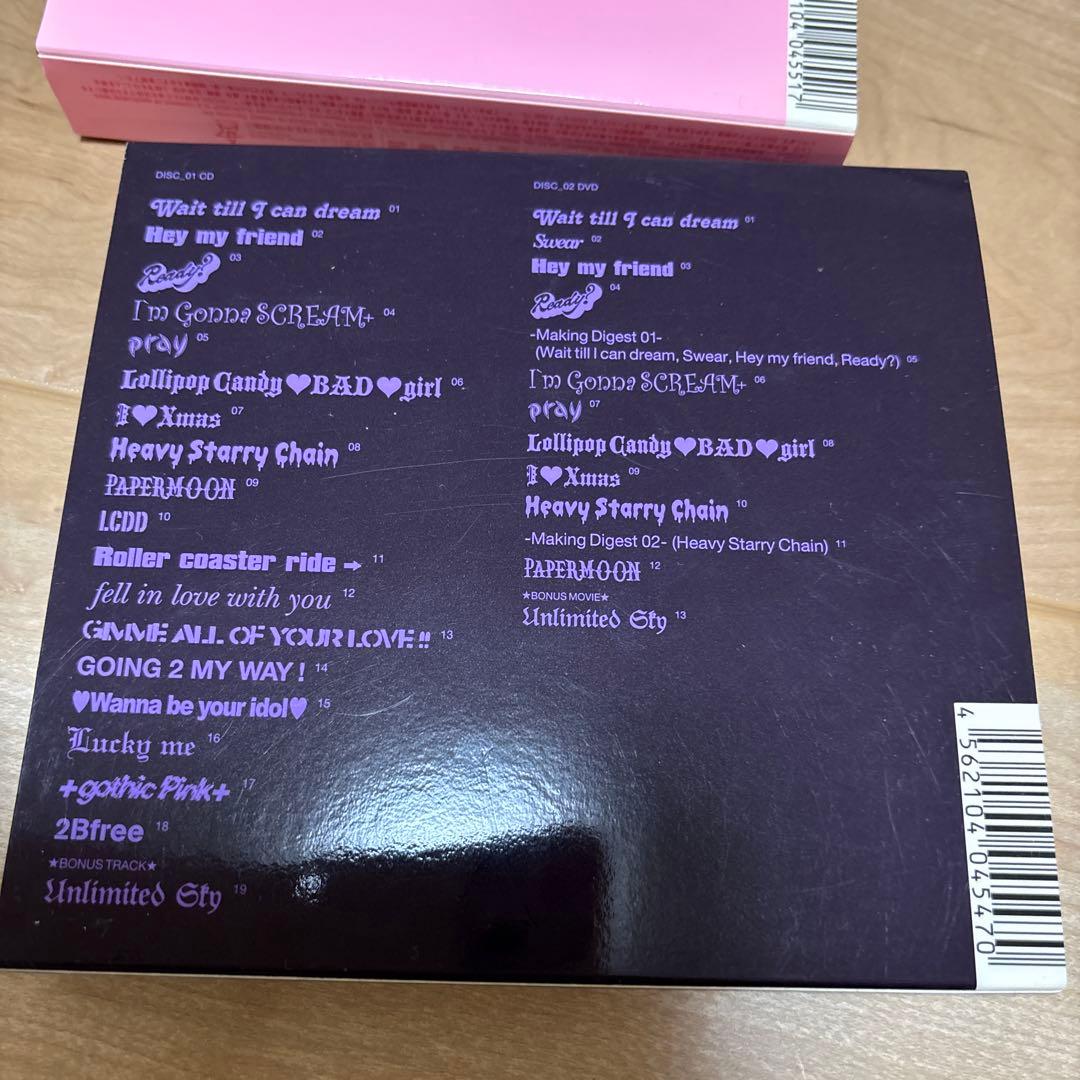 104 045517
DISC_01 CD
Wait till I can dream 01
Hey my friend 02
Ready? 03
I'm Gonna SCREAM+ 04
pray 05
Lollipop Candy♥BAD♥girl 06
I♥Xmas 07
Heavy Starry Chain 08
PAPERMOON 09
LCDD 10
Roller coaster ride → 11
fell in love with you 12
GIMME ALL OF YOUR LOVE!! 13
GOING 2 MY WAY! 14
♥Wanna be your idol♥ 15
Lucky me 16
+gothic Pink+ 17
2Bfree 18
★BONUS TRACK★
Unlimited Sky 19
DISC_02 DVD
Wait till I can dream 01
Swear 02
Hey my friend 03
Ready? 04
-Making Digest 01-
(Wait till I can dream, Swear, Hey my friend, Ready?) 05
I'm Gonna SCREAM+ 06
pray 07
Lollipop Candy♥BAD♥girl 08
I♥Xmas 09
Heavy Starry Chain 10
-Making Digest 02- (Heavy Starry Chain) 11
PAPERMOON 12
★BONUS MOVIE★
Unlimited Sky 13
4 562104 045470